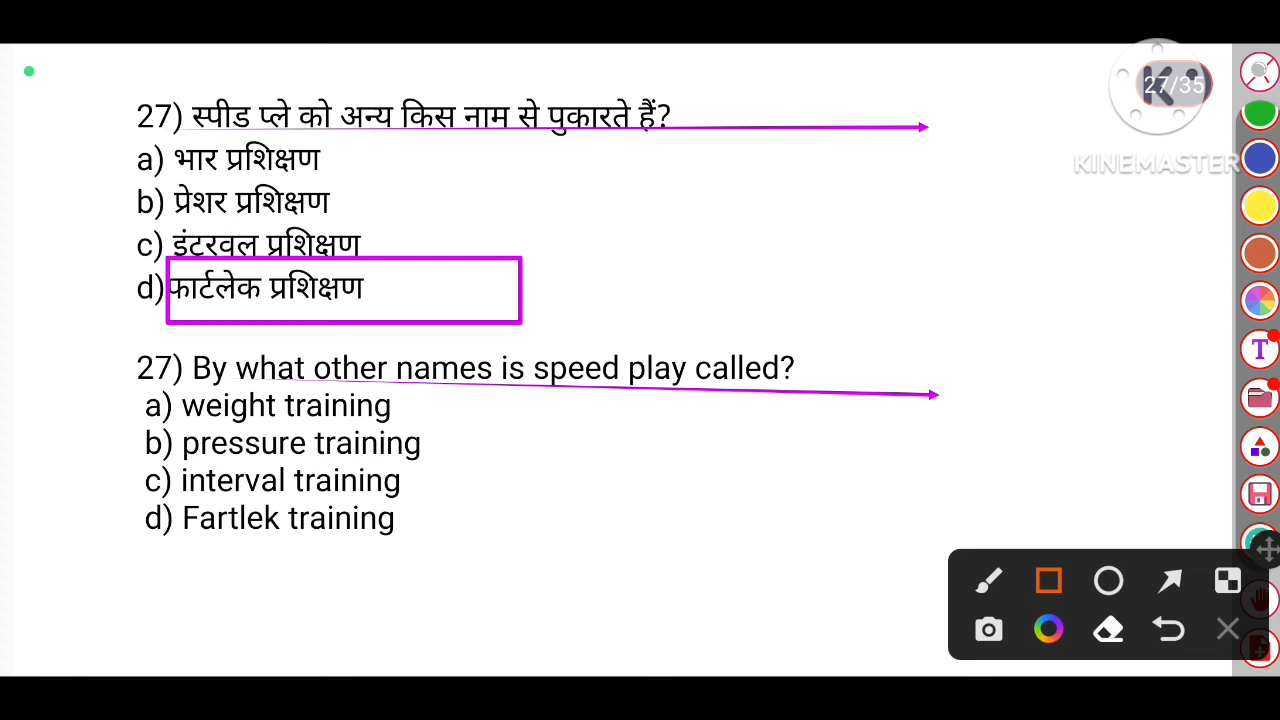 27) स्पीड प्ले को अन्य किस नाम से पुकारते हैं?
a) भार प्रशिक्षण
b) प्रेशर प्रशिक्षण
c) इंटरवल प्रशिक्षण
d) फार्टलेक प्रशिक्षण
27) By what other names is speed play called?
a) weight training
b) pressure training
c) interval training
d) Fartlek training
27/35
K
KINEMASTER
T